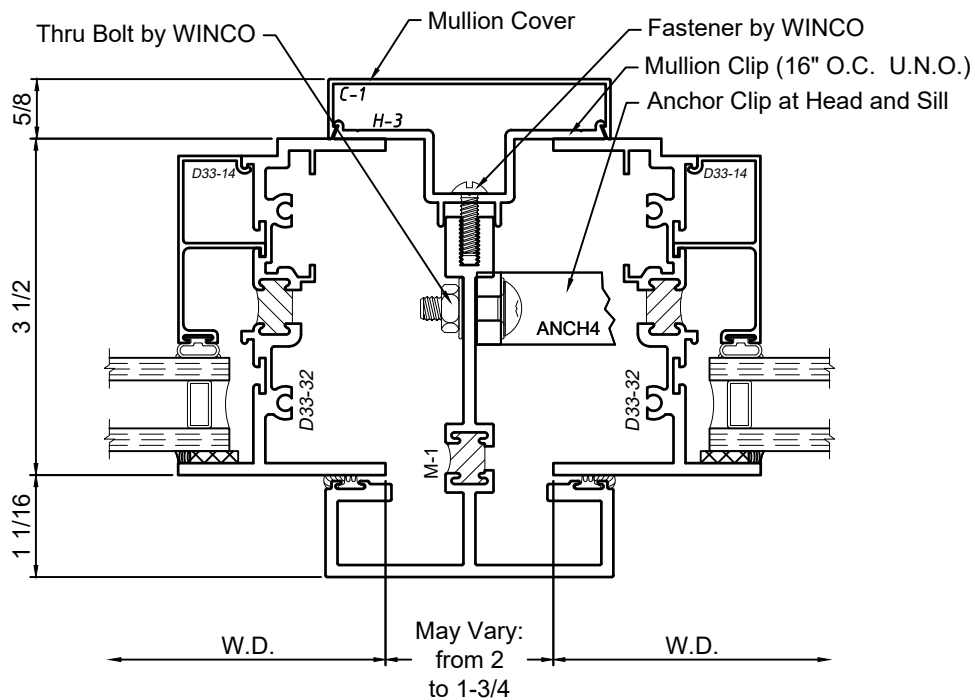 Thru Bolt by WINCO
Mullion Cover
Fastener by WINCO
Mullion Clip (16" O.C. U.N.O.)
Anchor Clip at Head and Sill
5/8
C-1
H-3
D33-14
D33-14
3 1/2
ANCH4
D33-32
D33-32
M-1
1 1/16
W.D.
May Vary:
from 2
to 1-3/4
W.D.